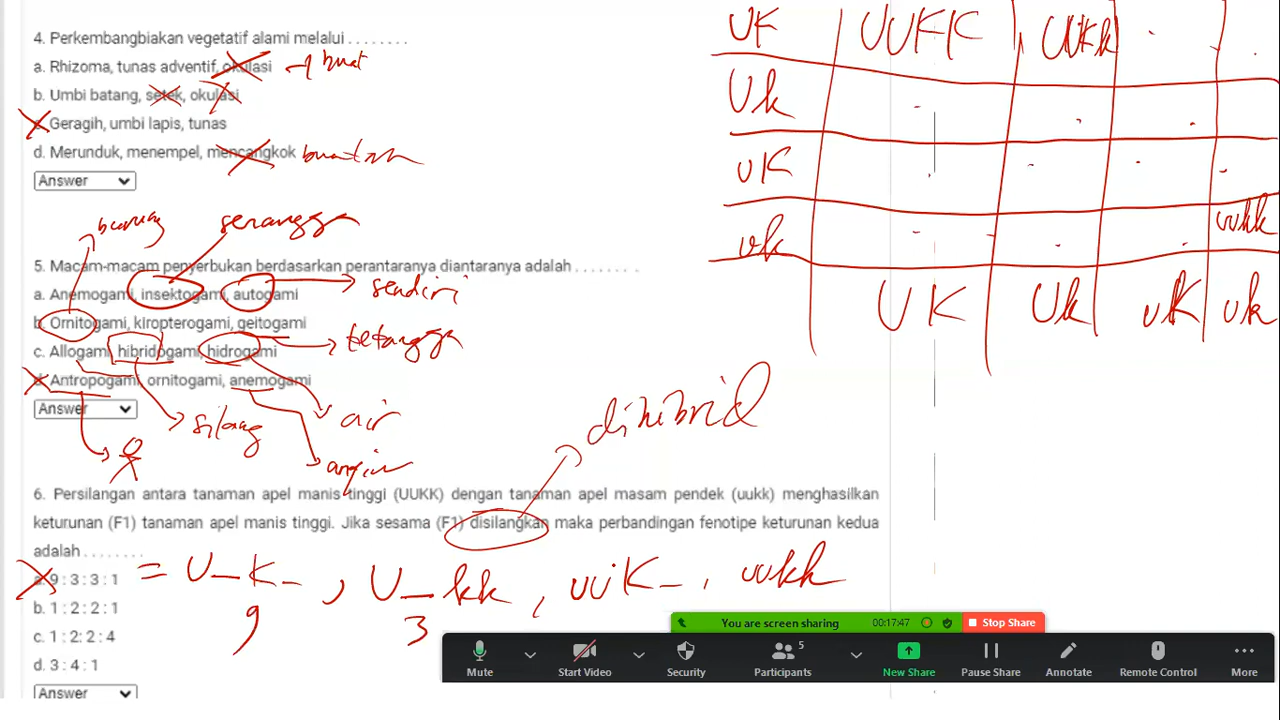 4. Perkembangbiakan vegetatif alami melalui . . . . . . . .
a. Rhizoma, tunas adventif, okulasi → buat
b. Umbi batang, setek, okulasi
c. Geragih, umbi lapis, tunas
d. Merunduk, menempel, mencangkok buatan
Answer
burung serangga
5. Macam-macam penyerbukan berdasarkan perantaranya diantaranya adalah . . . . . . .
a. Anemogami, insektogami, autogami → sendiri
b. Ornitogami, kiropterogami, geitogami
c. Allogami, hibridogami, hidrogami → tetangga
d. Antropogami, ornitogami, anemogami
Answer
silang air
angin
dihibrid
6. Persilangan antara tanaman apel manis tinggi (UUKK) dengan tanaman apel masam pendek (uukk) menghasilkan
keturunan (F1) tanaman apel manis tinggi. Jika sesama (F1) disilangkan maka perbandingan fenotipe keturunan kedua
adalah . . . . . . . .
a. 9 : 3 : 3 : 1 = U_K_, U_kk, uuK_, uukk
9 3
b. 1 : 2 : 2 : 1
c. 1 : 2: 2 : 4
d. 3 : 4 : 1
Answer
UK UUKK UUKk
Uk
uK
uk uukk
UK Uk uK uk
You are screen sharing 00:17:47 Stop Share
5
Mute Start Video Security Participants New Share Pause Share Annotate Remote Control More